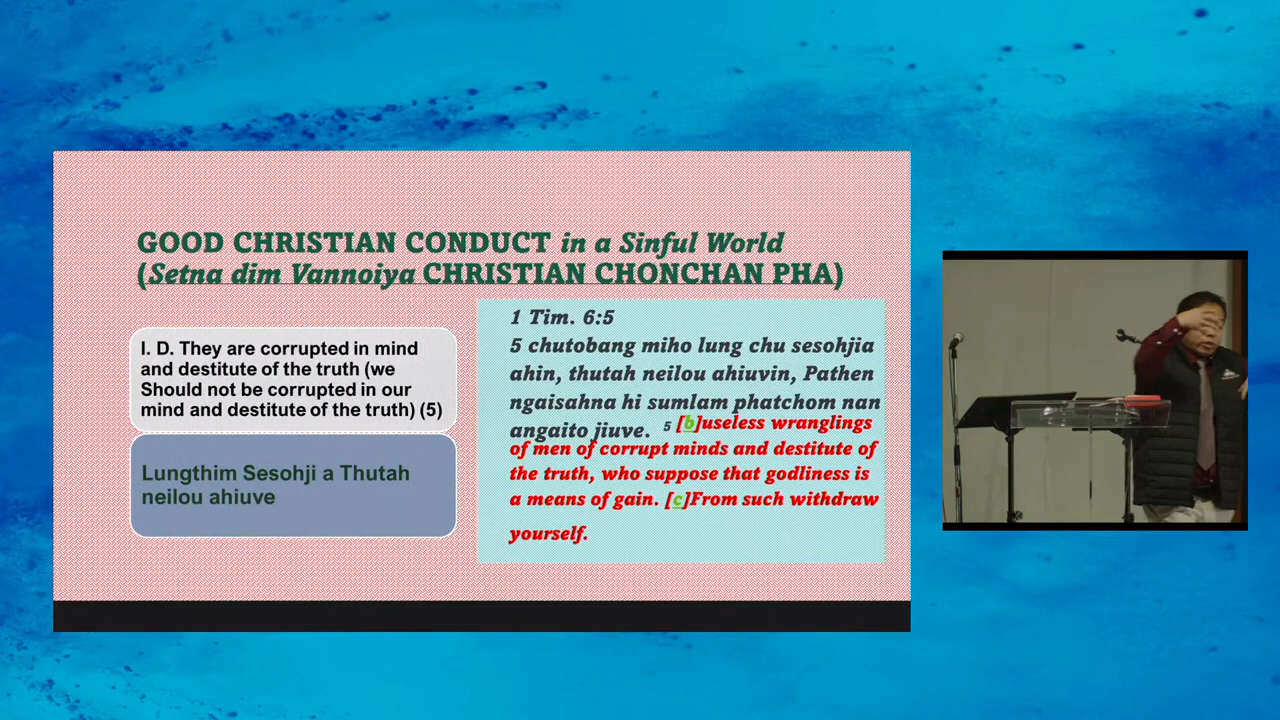 GOOD CHRISTIAN CONDUCT in a Sinful World
(Setna dim Vannoiya CHRISTIAN CHONCHAN PHA)
I. D. They are corrupted in mind
and destitute of the truth (we
Should not be corrupted in our
mind and destitute of the truth) (5)
Lungthim Sesohji a Thutah
neilou ahiuve
1 Tim. 6:5
5 chutobang miho lung chu sesohjia
ahin, thutah neilou ahiuvin, Pathen
ngaisahna hi sumlam phatchom nan
angaito jiuve. 5 [b]useless wranglings
of men of corrupt minds and destitute of
the truth, who suppose that godliness is
a means of gain. [c]From such withdraw
yourself.